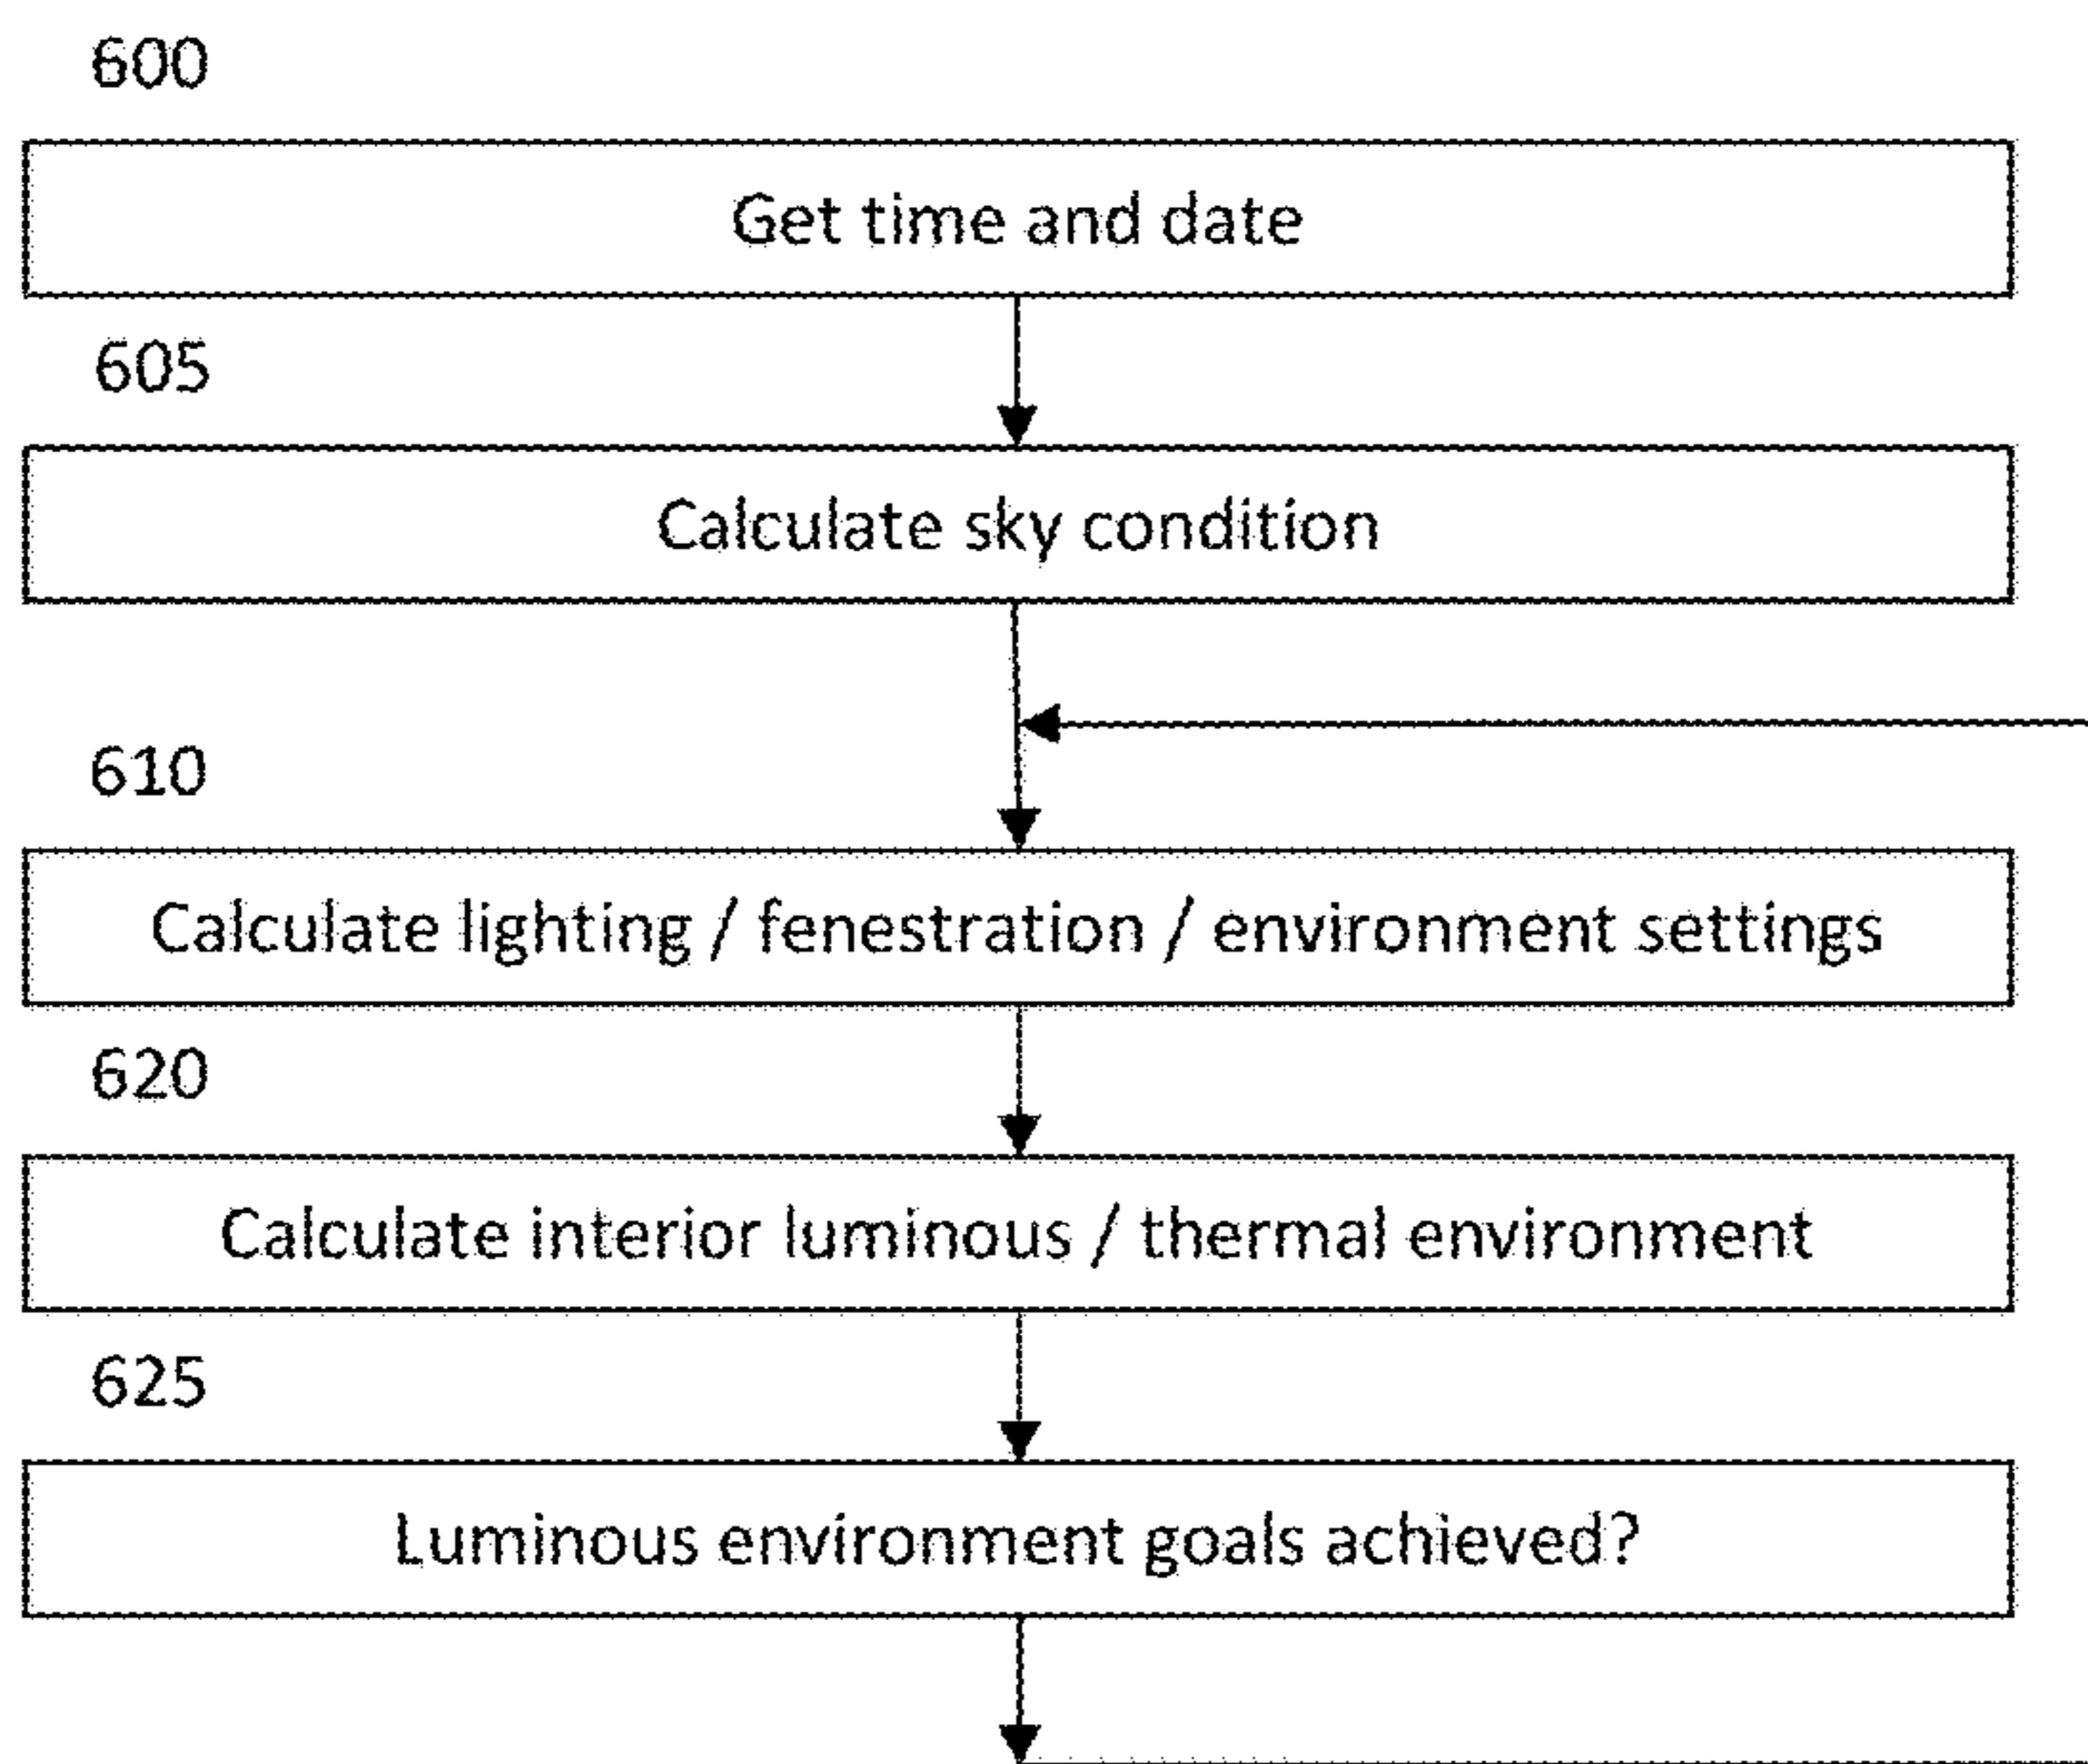 600
Get time and date
605
Calculate sky condition
610
Calculate lighting / fenestration / environment settings
620
Calculate interior luminous / thermal environment
625
Luminous environment goals achieved?